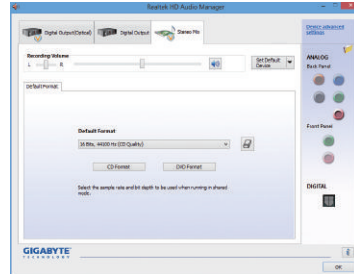 Realtek HD Audio Manager
Digital Output(Optical)
Digital Output
Stereo Mix
Device advanced
settings
Recording Volume
L
R
Set Default
Device
ANALOG
Back Panel
Default Format
Default Format
16 Bits, 44100 Hz (CD Quality)
CD Format
DVD Format
Select the sample rate and bit depth to be used when running in shared
mode.
Front Panel
DIGITAL
GIGABYTE™
TECHNOLOGY
OK